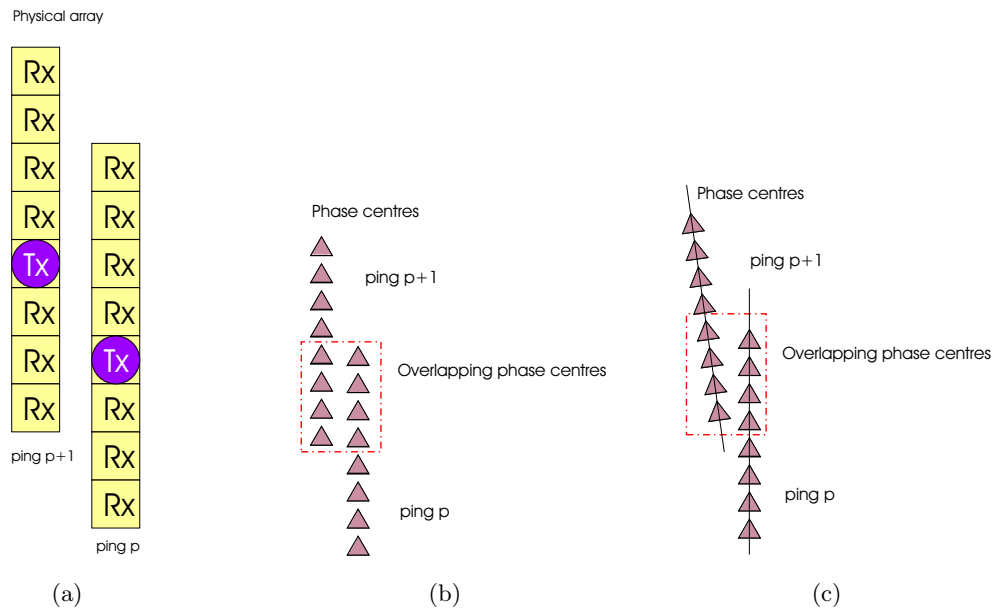 Physical array
Rx
Rx
Rx
Rx
Tx
Rx
Rx
Rx
ping p+1
Rx
Rx
Rx
Rx
Tx
Rx
Rx
Rx
ping p
(a)
Phase centres
ping p+1
Overlapping phase centres
ping p
(b)
Phase centres
ping p+1
Overlapping phase centres
ping p
(c)